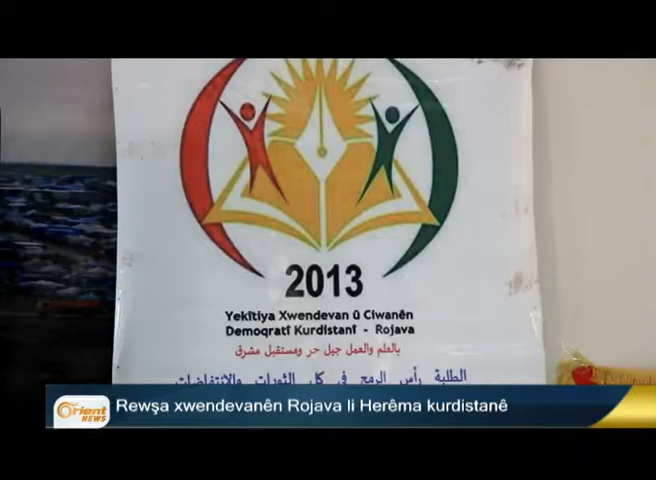 2013
Yekîtiya Xwendevan û Ciwanên
Demoqratî Kurdistanî - Rojava
بالعلم والعمل جيل حر ومستقبل مشرق
الطلبة رأس الرمح في كل الثورات والانتفاضات
Orient
NEWS
Rewşa xwendevanên Rojava li Herêma kurdistanê